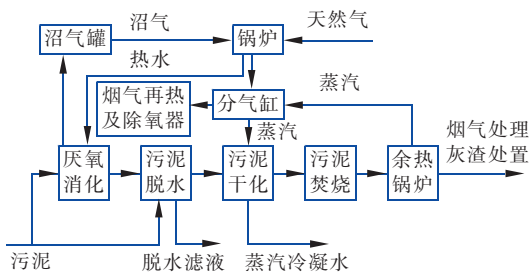 沼气
天然气
沼气罐
锅炉
热水
蒸汽
烟气再热
及除氧器
分气缸
蒸汽
烟气处理
灰渣处置
厌氧
消化
污泥
脱水
污泥
干化
污泥
焚烧
余热
锅炉
污泥
脱水滤液
蒸汽冷凝水